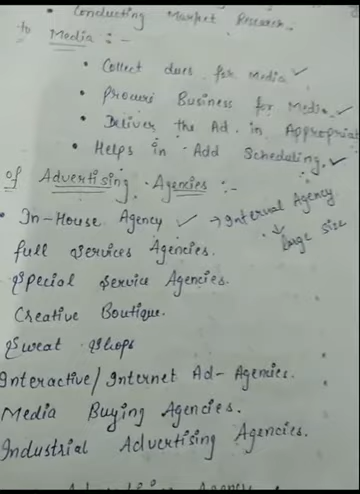 • Conducting Market Research.
to Media :-
• Collect dues for Media ✓
• Procure Business for Media. ✓
• Deliver the Ad. in Appropriat
• Helps in Add Scheduling. ✓
of Advertising Agencies :-
• In-House Agency ✓ → Internal Agency
↓ large size
full services Agencies.
Special service Agencies.
Creative Boutique.
Sweat Shops
Interactive/Internet Ad-Agencies.
Media Buying Agencies.
Industrial Advertising Agencies.